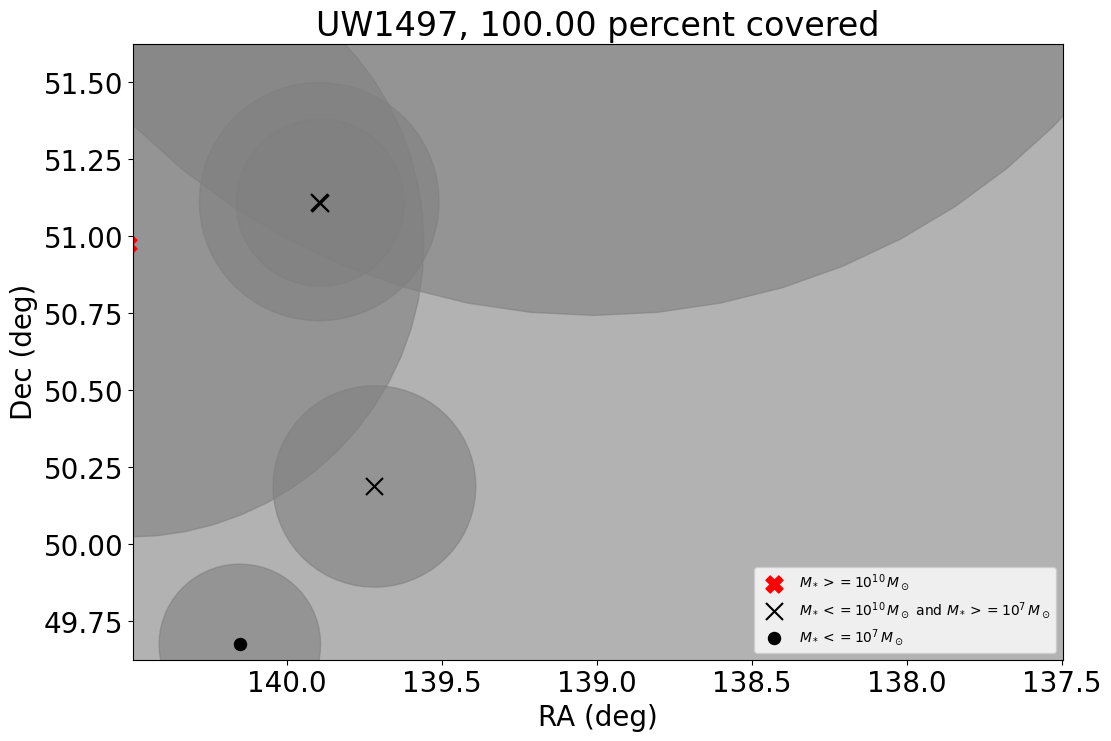 UW1497, 100.00 percent covered
51.50
51.25
51.00
50.75
50.50
50.25
50.00
49.75
Dec (deg)
M* >= 10^10 M⊙
M* <= 10^10 M⊙ and M* >= 10^7 M⊙
M* <= 10^7 M⊙
140.0 139.5 139.0 138.5 138.0 137.5
RA (deg)